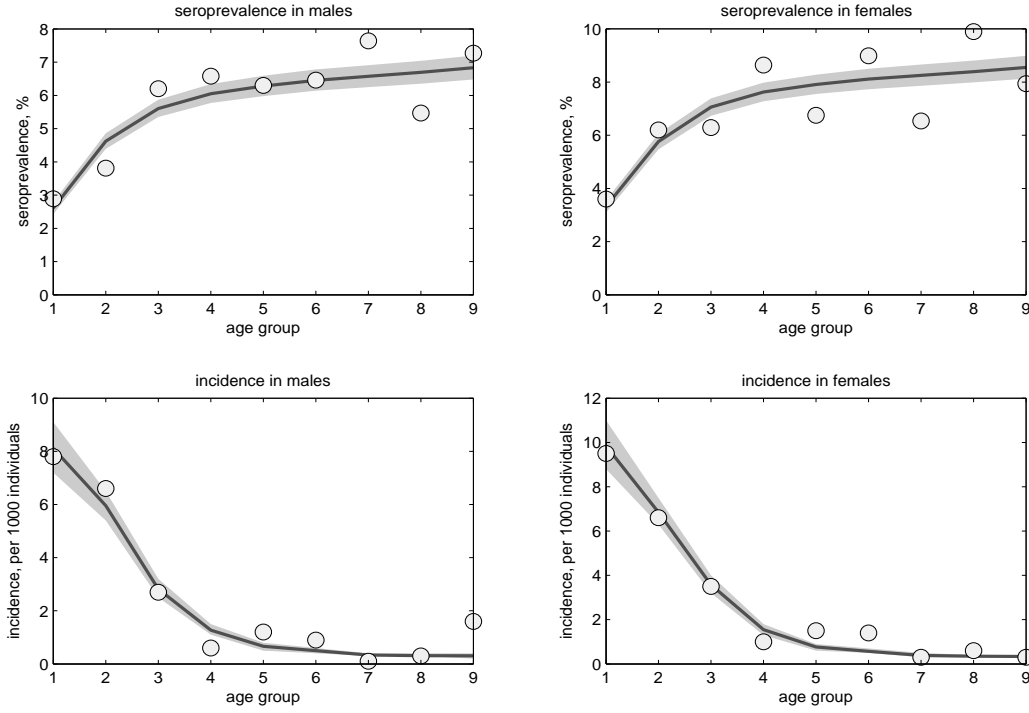 seroprevalence in males
8
7
6
5
4
3
2
1
0
seroprevalence, %
1 2 3 4 5 6 7 8 9
age group
seroprevalence in females
10
8
6
4
2
0
seroprevalence, %
1 2 3 4 5 6 7 8 9
age group
incidence in males
10
8
6
4
2
0
incidence, per 1000 individuals
1 2 3 4 5 6 7 8 9
age group
incidence in females
12
10
8
6
4
2
0
incidence, per 1000 individuals
1 2 3 4 5 6 7 8 9
age group